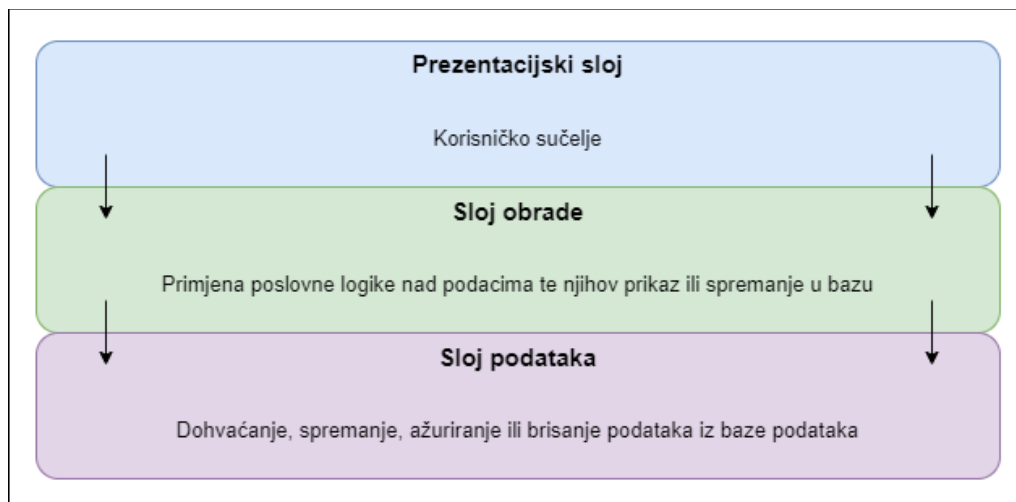 Prezentacijski sloj
Korisničko sučelje
Sloj obrade
Primjena poslovne logike nad podacima te njihov prikaz ili spremanje u bazu
Sloj podataka
Dohvaćanje, spremanje, ažuriranje ili brisanje podataka iz baze podataka